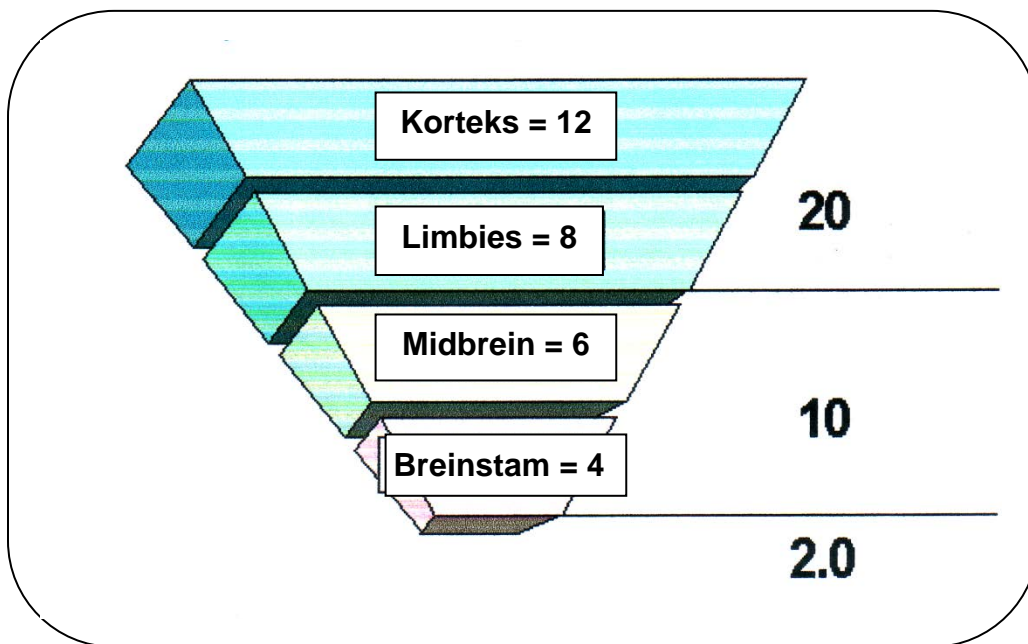 Korteks = 12
Limbies = 8
20
Midbrein = 6
10
Breinstam = 4
2.0